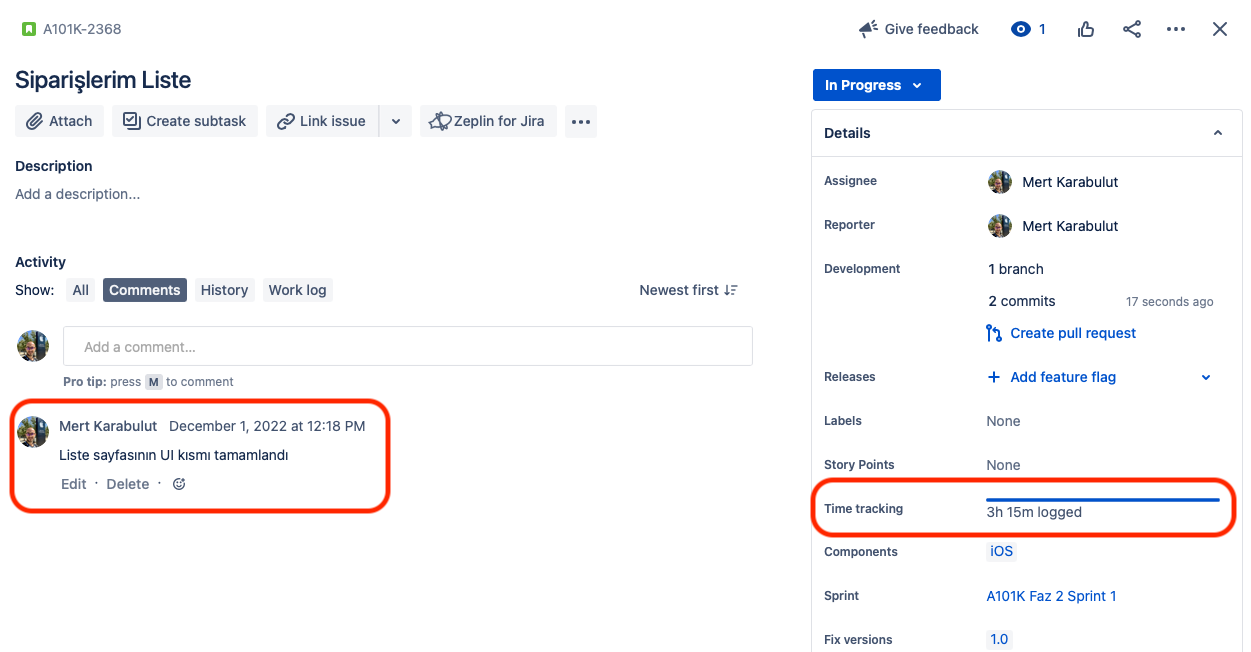 A101K-2368
Give feedback
1
Siparişlerim Liste
In Progress
Attach
Create subtask
Link issue
Zeplin for Jira
Description
Add a description...
Activity
Show:
All
Comments
History
Work log
Newest first
Add a comment...
Pro tip: press M to comment
Mert Karabulut December 1, 2022 at 12:18 PM
Liste sayfasının UI kısmı tamamlandı
Edit · Delete ·
Details
Assignee
Mert Karabulut
Reporter
Mert Karabulut
Development
1 branch
2 commits
17 seconds ago
Create pull request
Releases
Add feature flag
Labels
None
Story Points
None
Time tracking
3h 15m logged
Components
iOS
Sprint
A101K Faz 2 Sprint 1
Fix versions
1.0